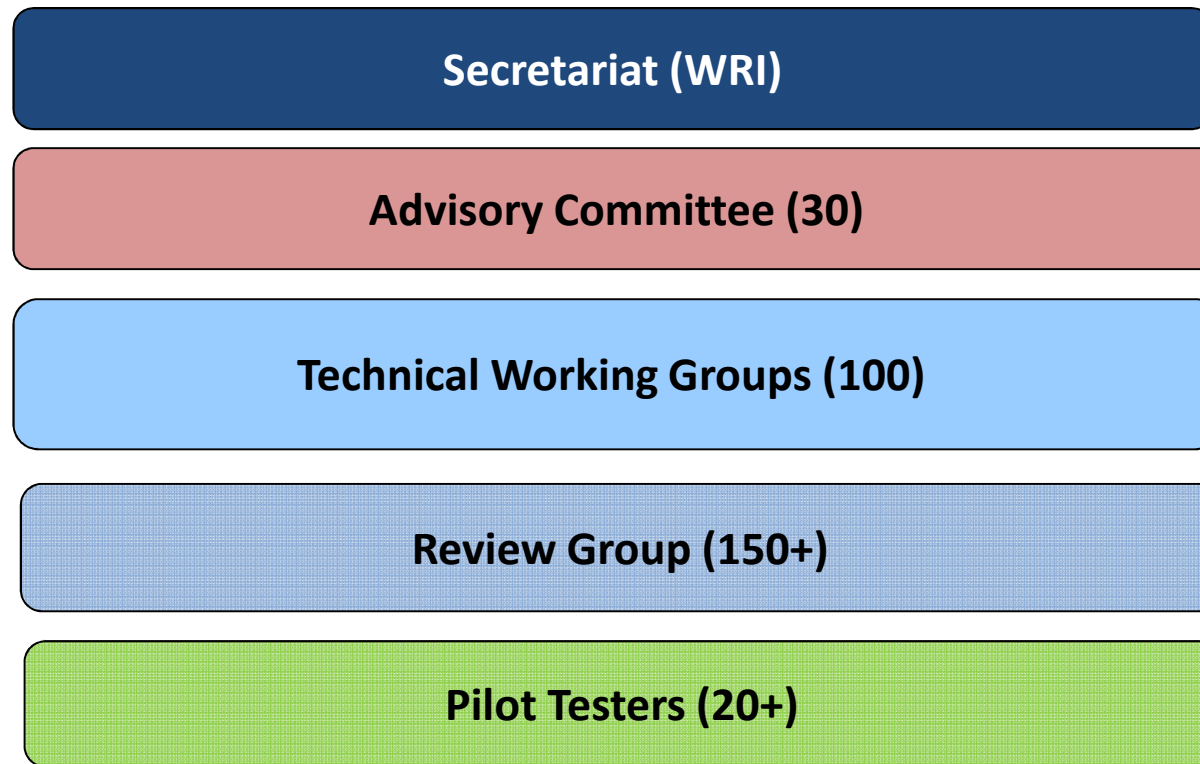 Secretariat (WRI)
Advisory Committee (30)
Technical Working Groups (100)
Review Group (150+)
Pilot Testers (20+)